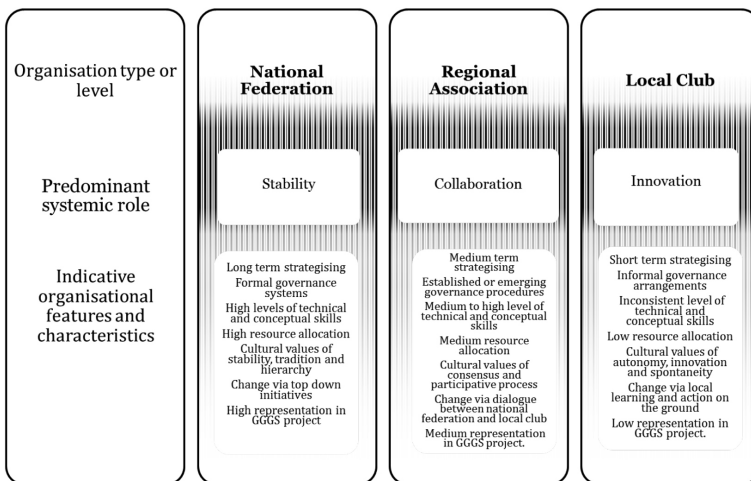 Organisation type or
level
Predominant
systemic role
Indicative
organisational
features and
characteristics
National
Federation
Stability
Long term strategising
Formal governance
systems
High levels of technical
and conceptual skills
High resource allocation
Cultural values of
stability, tradition and
hierarchy
Change via top down
initiatives
High representation in
GGGS project
Regional
Association
Collaboration
Medium term
strategising
Established or emerging
governance procedures
Medium to high level of
technical and conceptual
skills
Medium resource
allocation
Cultural values of
consensus and
participative process
Change via dialogue
between national
federation and local club
Medium representation
in GGGS project.
Local Club
Innovation
Short term strategising
Informal governance
arrangements
Inconsistent level of
technical and
conceptual skills
Low resource allocation
Cultural values of
autonomy, innovation
and spontaneity
Change via local
learning and action on
the ground
Low representation in
GGGS project.